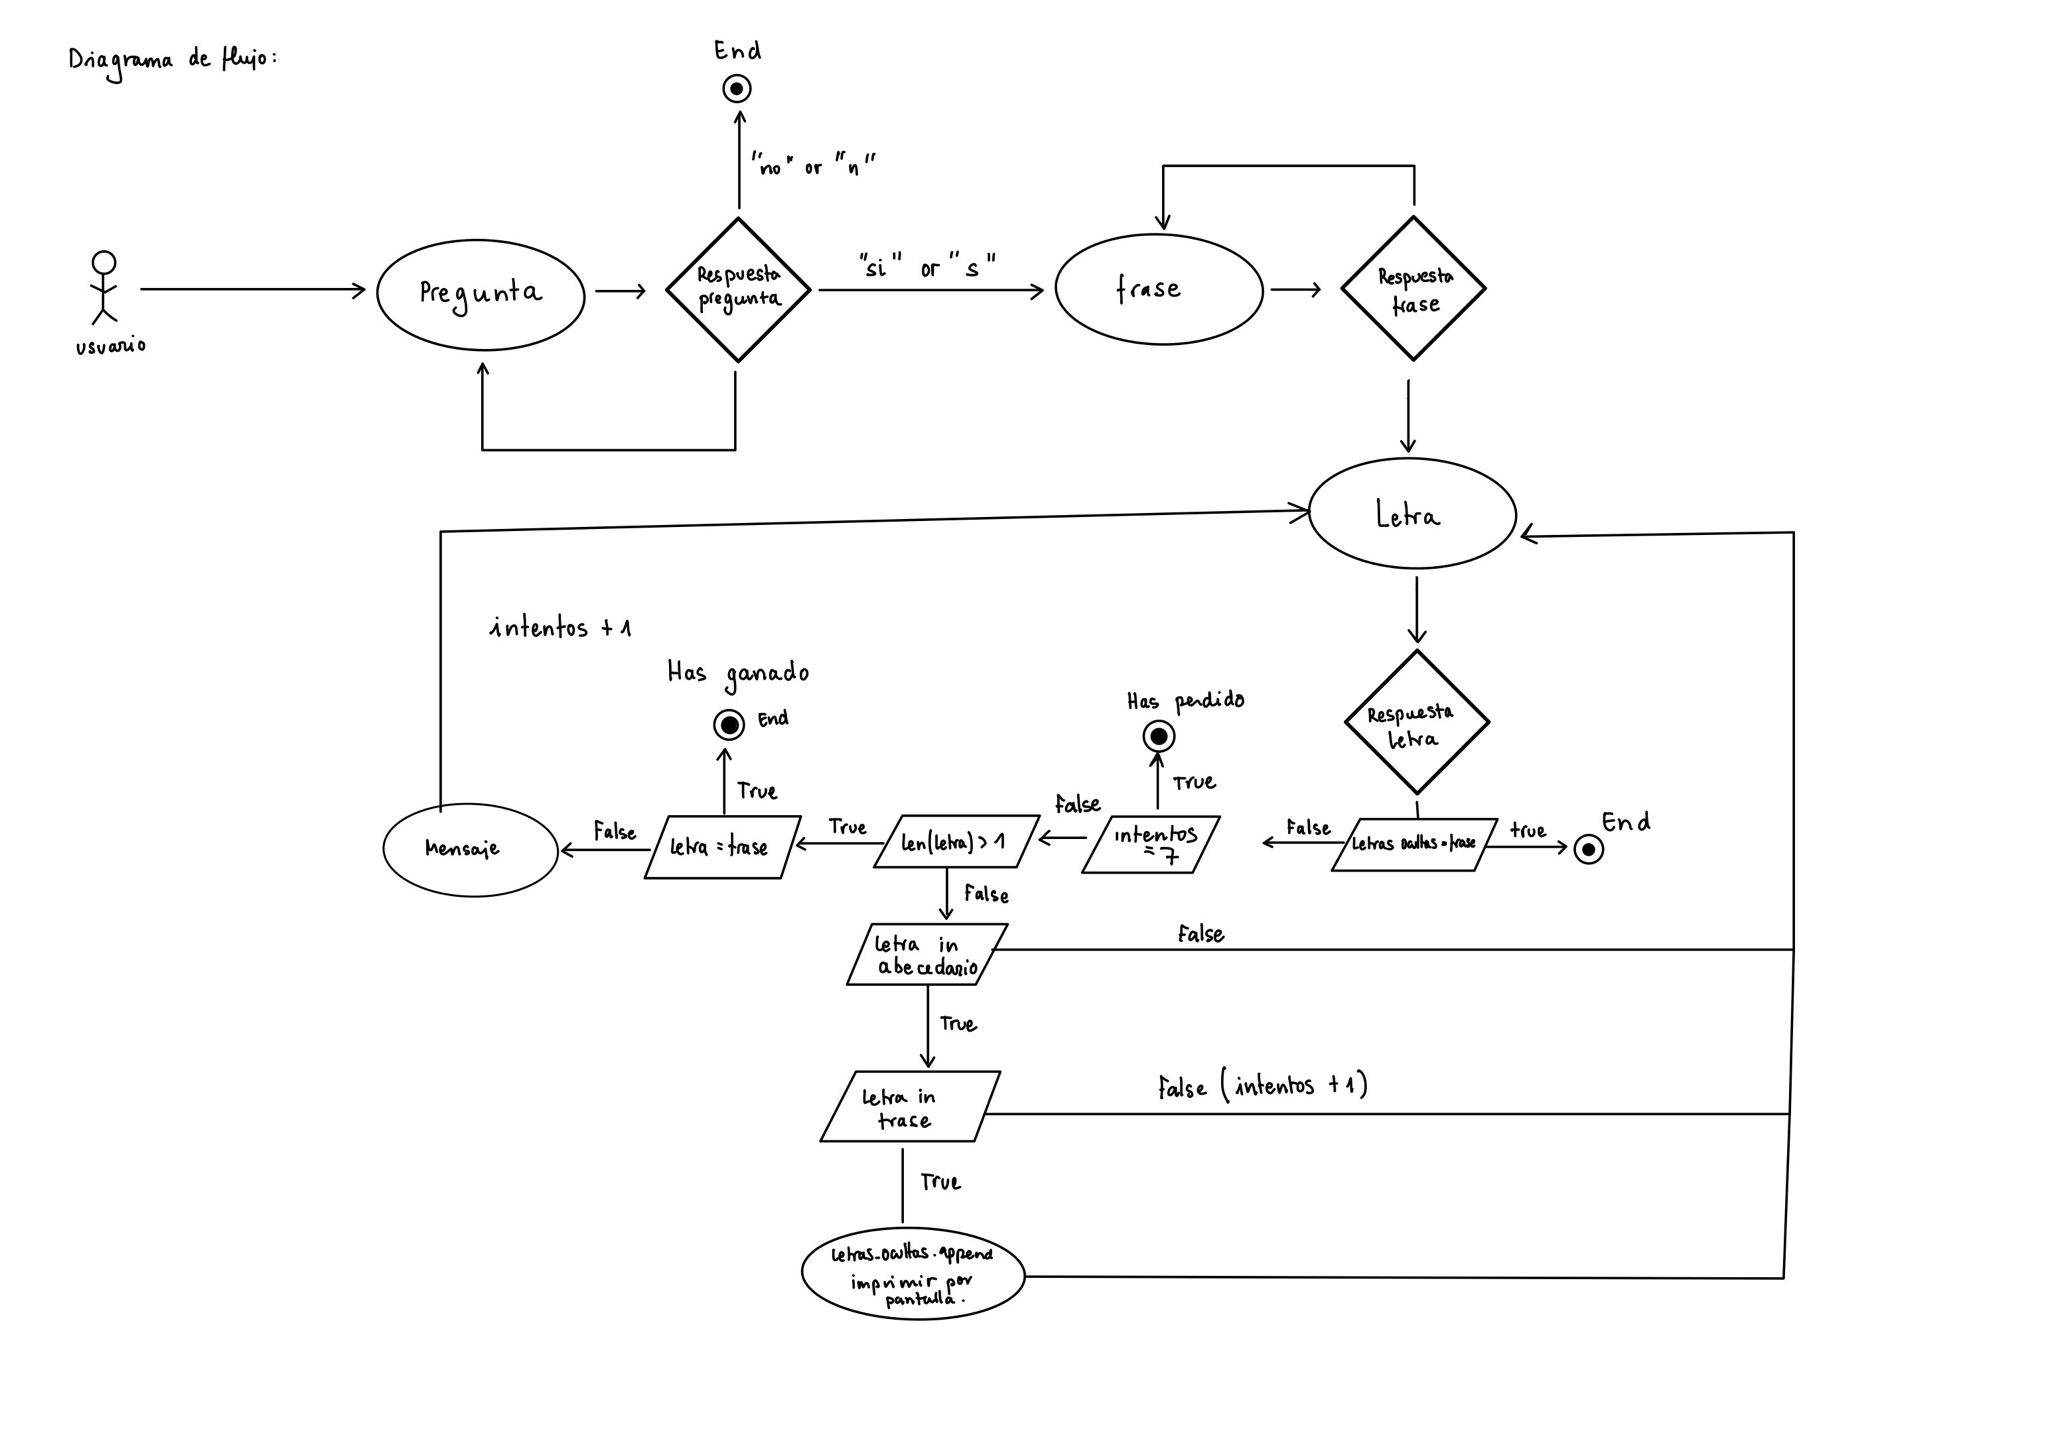 Diagrama de flujo:
End
"no" or "n"
usuario
Pregunta
Respuesta
pregunta
"si" or "s"
frase
Respuesta
frase
Letra
intentos +1
Has ganado
End
True
Has perdido
True
Respuesta
Letra
Mensaje
False
Letra = frase
True
len(letra) > 1
False
intentos
= 7
False
Letras ocultas = frase
true
End
False
Letra in
abecedario
False
True
Letra in
frase
False (intentos +1)
True
Letras_ocultas.append
imprimir por
pantalla.